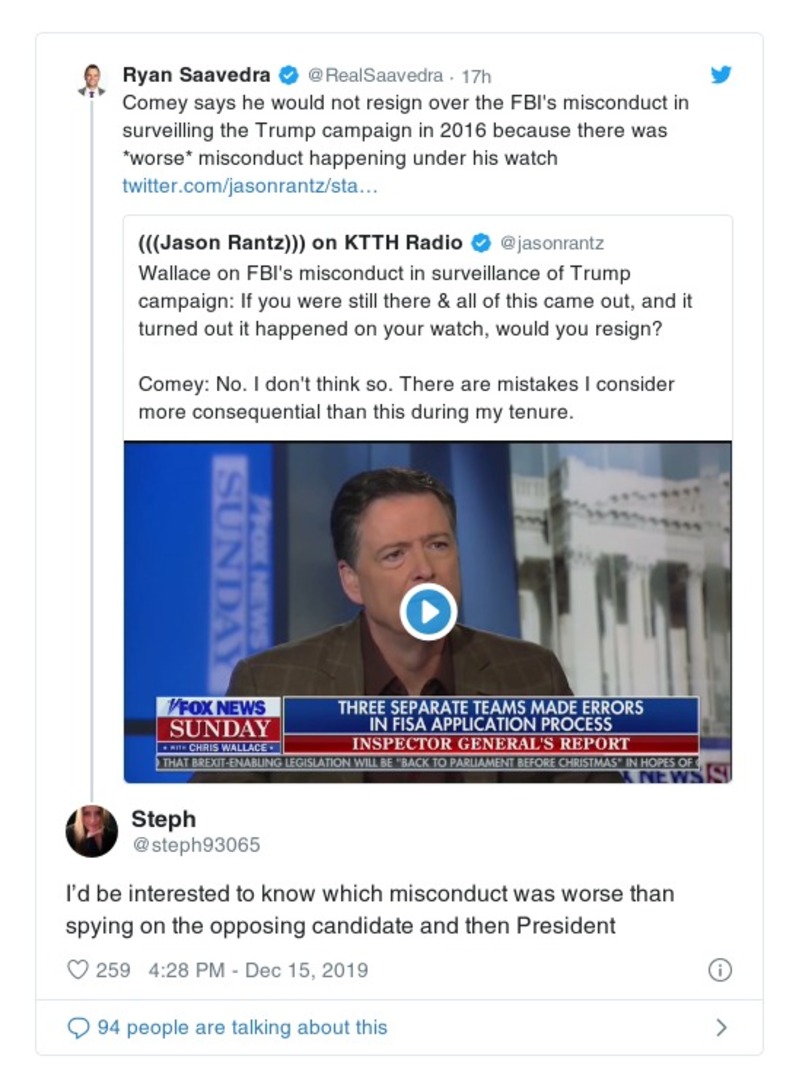 Ryan Saavedra @RealSaavedra · 17h
Comey says he would not resign over the FBI's misconduct in
surveilling the Trump campaign in 2016 because there was
*worse* misconduct happening under his watch
twitter.com/jasonrantz/sta…
(((Jason Rantz))) on KTTH Radio @jasonrantz
Wallace on FBI's misconduct in surveillance of Trump
campaign: If you were still there & all of this came out, and it
turned out it happened on your watch, would you resign?
Comey: No. I don't think so. There are mistakes I consider
more consequential than this during my tenure.
FOX NEWS
SUNDAY
FOX NEWS
SUNDAY
WITH CHRIS WALLACE
THREE SEPARATE TEAMS MADE ERRORS
IN FISA APPLICATION PROCESS
INSPECTOR GENERAL'S REPORT
THAT BREXIT-ENABLING LEGISLATION WILL BE "BACK TO PARLIAMENT BEFORE CHRISTMAS" IN HOPES OF
NEWS
Steph
@steph93065
I'd be interested to know which misconduct was worse than
spying on the opposing candidate and then President
259 4:28 PM - Dec 15, 2019
94 people are talking about this